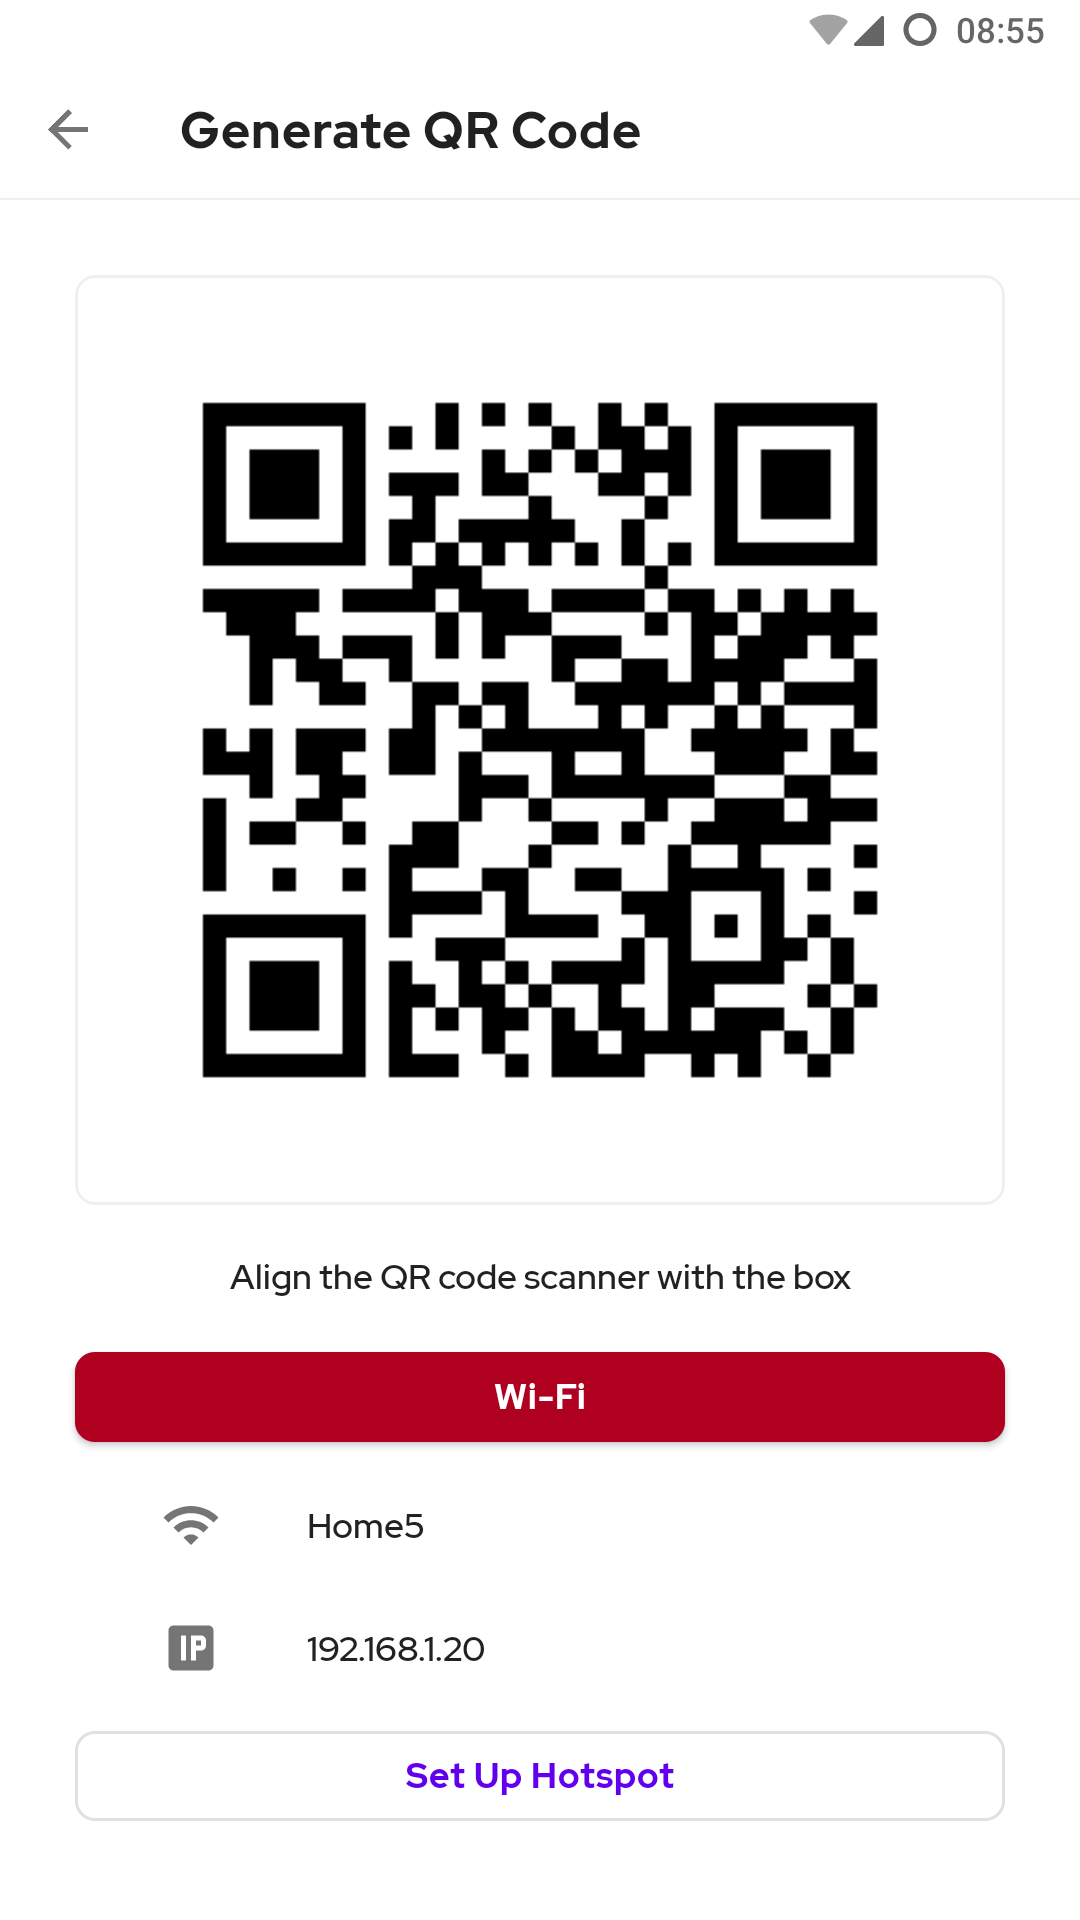 08:55
Generate QR Code
Align the QR code scanner with the box
Wi-Fi
Home5
IP
192.168.1.20
Set Up Hotspot